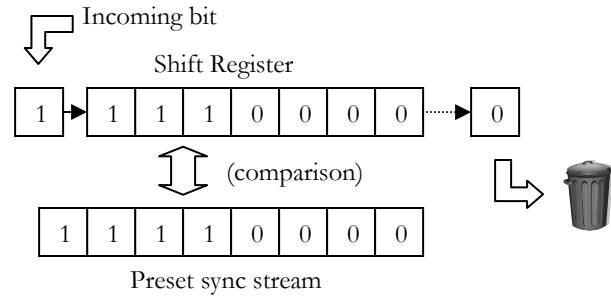 Incoming bit
Shift Register
1 1 1 1 0 0 0 0 0
(comparison)
1 1 1 1 0 0 0 0
Preset sync stream